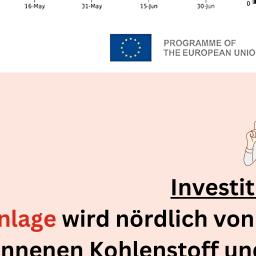 16-May 31-May 15-Jun 30-Jun 0
PROGRAMME OF
THE EUROPEAN UNIO
Investit
nlage wird nördlich von
nnenen Kohlenstoff und